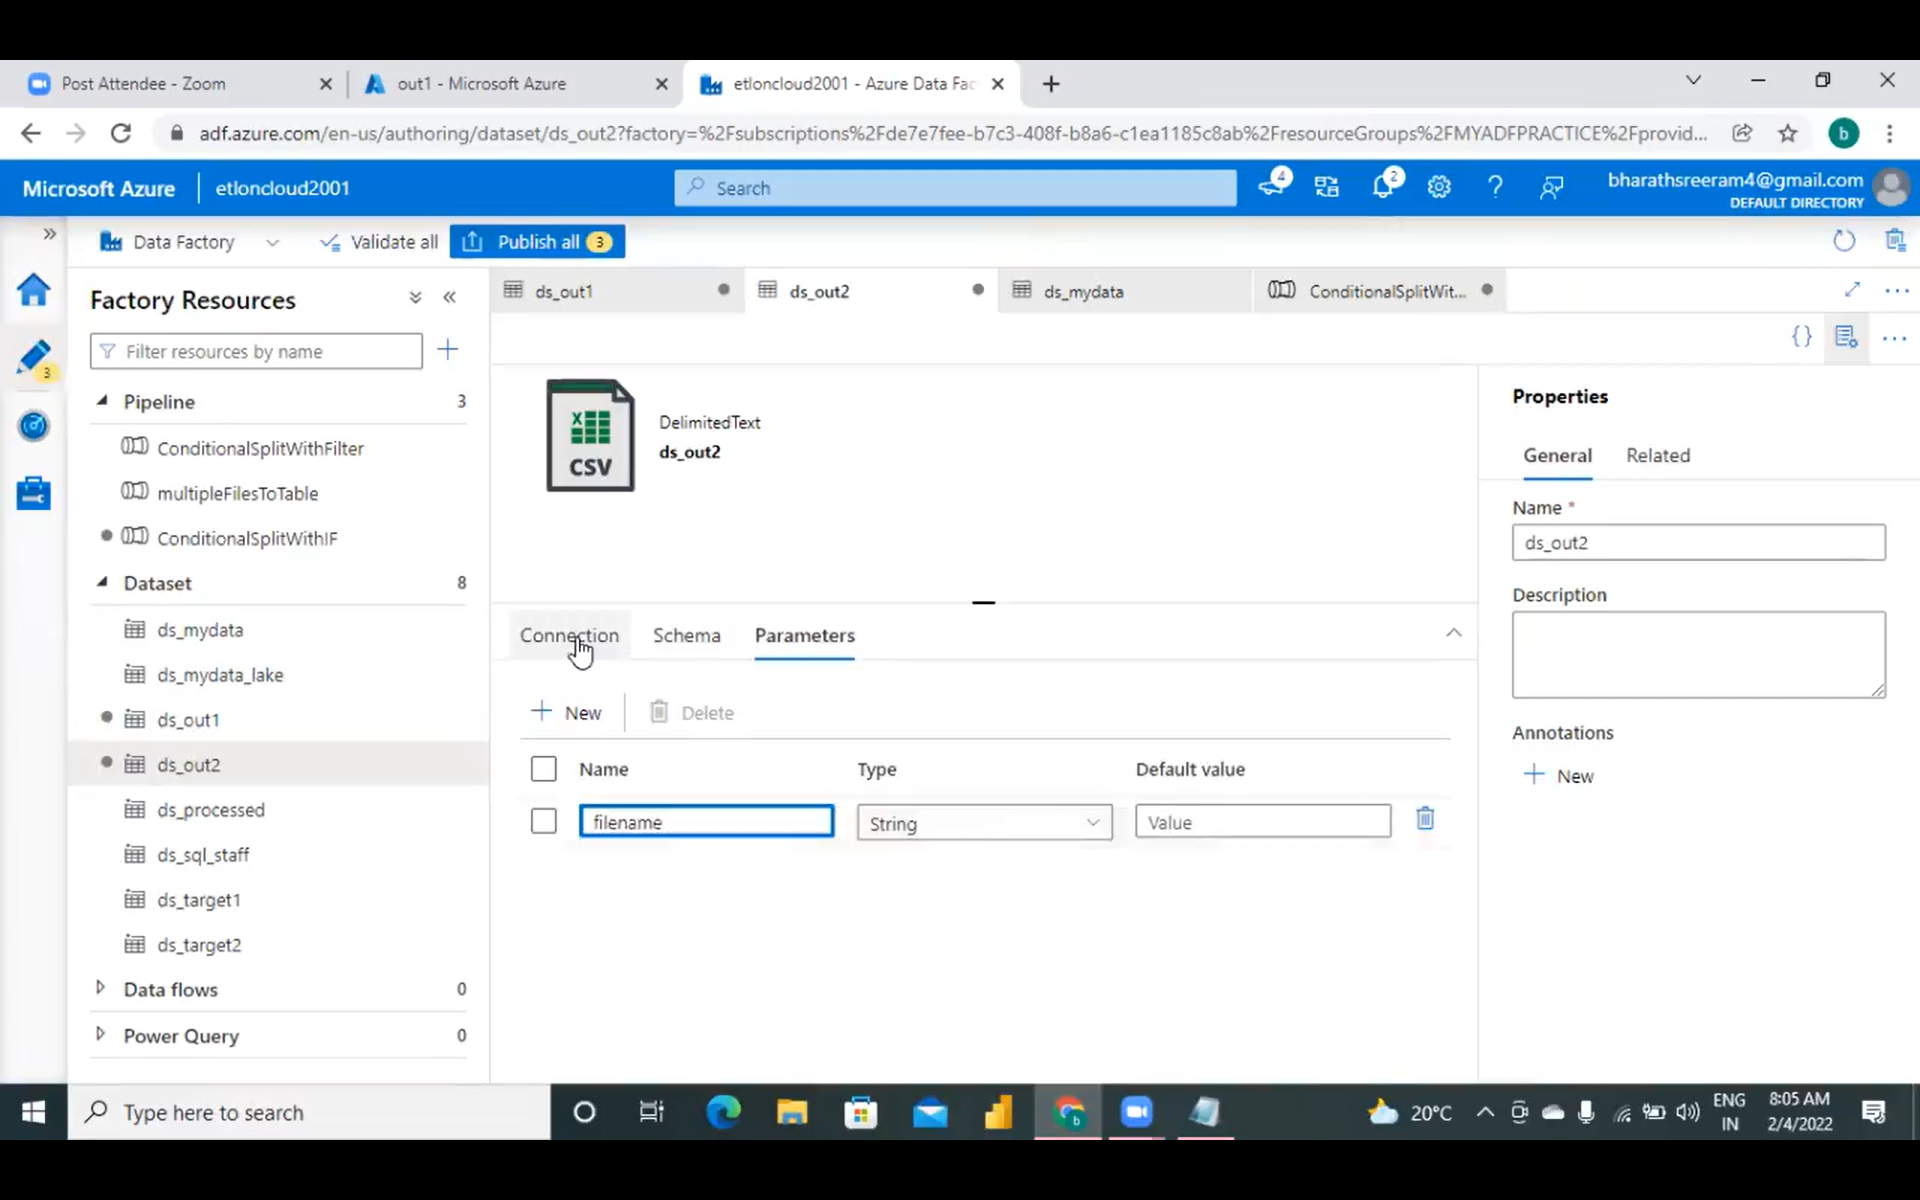 Post Attendee - Zoom
out1 - Microsoft Azure
etloncloud2001 - Azure Data Fac
adf.azure.com/en-us/authoring/dataset/ds_out2?factory=%2Fsubscriptions%2Fde7e7fee-b7c3-408f-b8a6-c1ea1185c8ab%2FresourceGroups%2FMYADFPRACTICE%2Fprovid...
b
Microsoft Azure
etloncloud2001
Search
4
2
bharathsreeram4@gmail.com
DEFAULT DIRECTORY
Data Factory
Validate all
Publish all 3
Factory Resources
Filter resources by name
3
Pipeline 3
ConditionalSplitWithFilter
multipleFilesToTable
ConditionalSplitWithIF
Dataset 8
ds_mydata
ds_mydata_lake
ds_out1
ds_out2
ds_processed
ds_sql_staff
ds_target1
ds_target2
Data flows 0
Power Query 0
ds_out1
ds_out2
ds_mydata
ConditionalSplitWit...
X
CSV
DelimitedText
ds_out2
Connection
Schema
Parameters
New
Delete
Name Type Default value
filename String Value
Properties
General
Related
Name *
ds_out2
Description
Annotations
New
Type here to search
b
20°C
ENG
IN
8:05 AM
2/4/2022